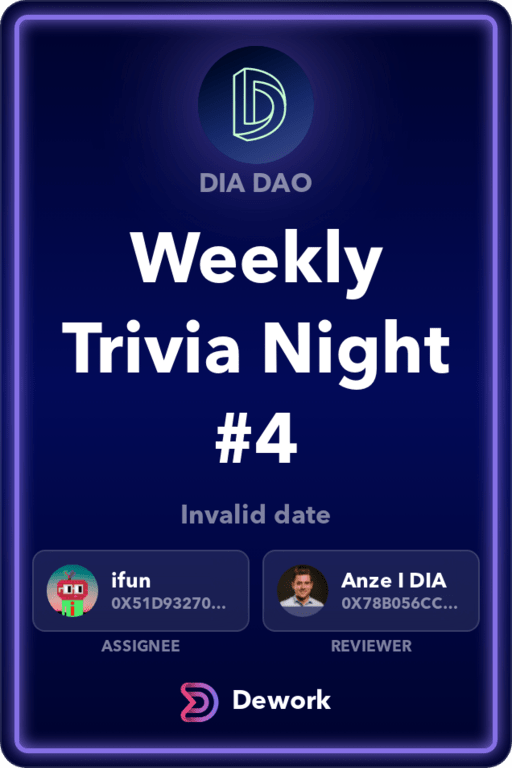 DIA DAO
Weekly
Trivia Night
#4
Invalid date
ifun
0X51D93270...
ASSIGNEE
Anze I DIA
0X78B056CC...
REVIEWER
Dework